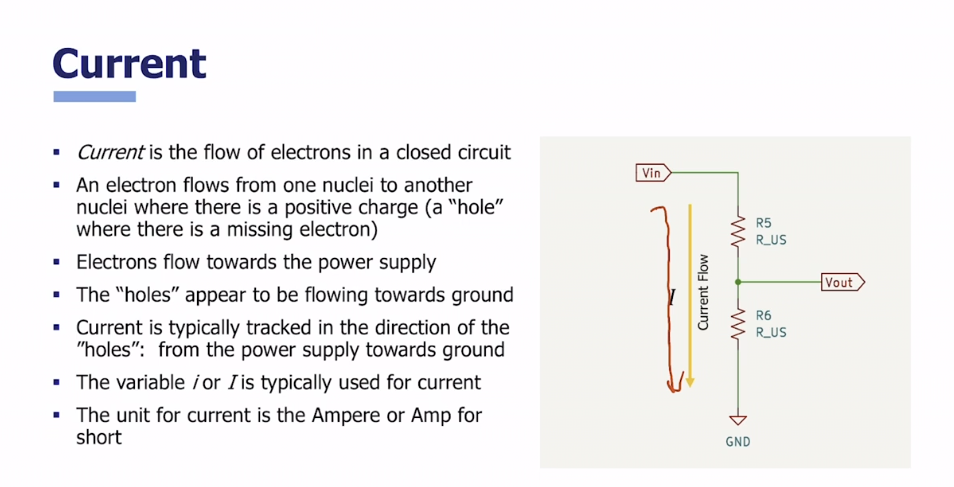 Current
▪ Current is the flow of electrons in a closed circuit
▪ An electron flows from one nuclei to another
nuclei where there is a positive charge (a “hole”
where there is a missing electron)
▪ Electrons flow towards the power supply
▪ The “holes” appear to be flowing towards ground
▪ Current is typically tracked in the direction of the
”holes”: from the power supply towards ground
▪ The variable i or I is typically used for current
▪ The unit for current is the Ampere or Amp for
short
Vin
R5
R_US
Vout
I
Current Flow
R6
R_US
GND